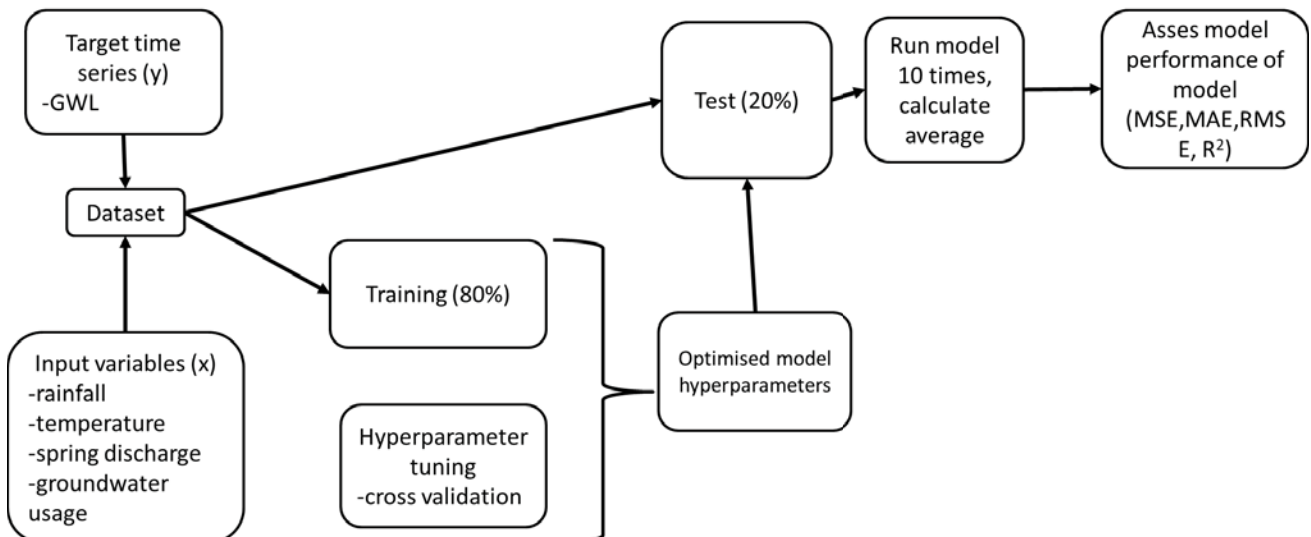 Target time
series (y)
-GWL
Dataset
Input variables (x)
-rainfall
-temperature
-spring discharge
-groundwater
usage
Training (80%)
Hyperparameter
tuning
-cross validation
Optimised model
hyperparameters
Test (20%)
Run model
10 times,
calculate
average
Asses model
performance of
model
(MSE,MAE,RMS
E, R²)